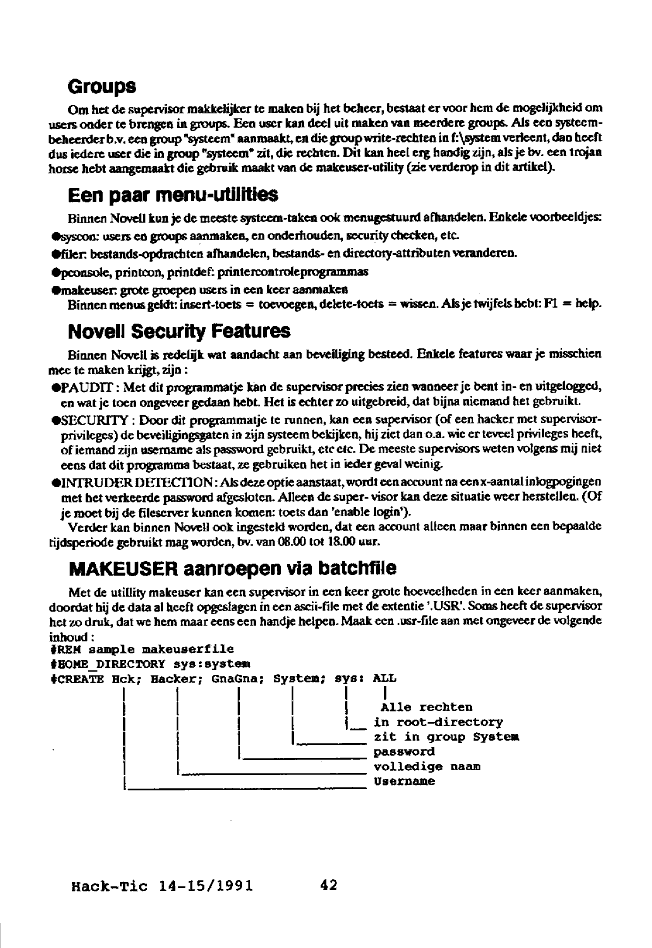 Groups
Om het de supervisor makkelijker te maken bij het beheer, bestaat er voor hem de mogelijkheid om
users onder te brengen in groups. Een user kan deel uit maken van meerdere groups. Als een systeem-
beheerder b.v. een group "systeem" aanmaakt, en die group write-rechten in f:\system verleent, dan heeft
dus iedere user die in group "systeem" zit, die rechten. Dit kan heel erg handig zijn, als je bv. een trojan
horse hebt aangemaakt die gebruik maakt van de makeuser-utility (zie verderop in dit artikel).
Een paar menu-utilities
Binnen Novell kun je de meeste systeem-taken ook menugestuurd afhandelen. Enkele voorbeeldjes:
●syscon: users en groups aanmaken, en onderhouden, security checken, etc.
●filer: bestands-opdrachten afhandelen, bestands- en directory-attributen veranderen.
●pconsole, printcon, printdef: printercontroleprogrammas
●makeuser: grote groepen users in een keer aanmaken
Binnen menus geldt: insert-toets = toevoegen, delete-toets = wissen. Als je twijfels hebt: F1 = help.
Novell Security Features
Binnen Novell is redelijk wat aandacht aan beveiliging besteed. Enkele features waar je misschien
mee te maken krijgt, zijn :
●PAUDIT : Met dit programmatje kan de supervisor precies zien wanneer je bent in- en uitgelogged,
en wat je toen ongeveer gedaan hebt. Het is echter zo uitgebreid, dat bijna niemand het gebruikt.
●SECURITY : Door dit programmatje te runnen, kan een supervisor (of een hacker met supervisor-
privileges) de beveiligingsgaten in zijn systeem bekijken, hij ziet dan o.a. wie er teveel privileges heeft,
of iemand zijn username als password gebruikt, etc etc. De meeste supervisors weten volgens mij niet
eens dat dit programma bestaat, ze gebruiken het in ieder geval weinig.
●INTRUDER DETECTION : Als deze optie aanstaat, wordt een account na een x-aantal inlogpogingen
met het verkeerde password afgesloten. Alleen de super- visor kan deze situatie weer herstellen. (Of
je moet bij de fileserver kunnen komen: toets dan 'enable login').
Verder kan binnen Novell ook ingesteld worden, dat een account alleen maar binnen een bepaalde
tijdsperiode gebruikt mag worden, bv. van 08.00 tot 18.00 uur.
MAKEUSER aanroepen via batchfile
Met de utillity makeuser kan een supervisor in een keer grote hoeveelheden in een keer aanmaken,
doordat hij de data al heeft opgeslagen in een ascii-file met de extentie '.USR'. Soms heeft de supervisor
het zo druk, dat we hem maar eens een handje helpen. Maak een .usr-file aan met ongeveer de volgende
inhoud :
#REM sample makeuserfile
#HOME_DIRECTORY sys:system
#CREATE Hck; Hacker; GnaGna; System; sys: ALL
Alle rechten
in root-directory
zit in group System
password
volledige naam
Username
Hack-Tic 14-15/1991 42